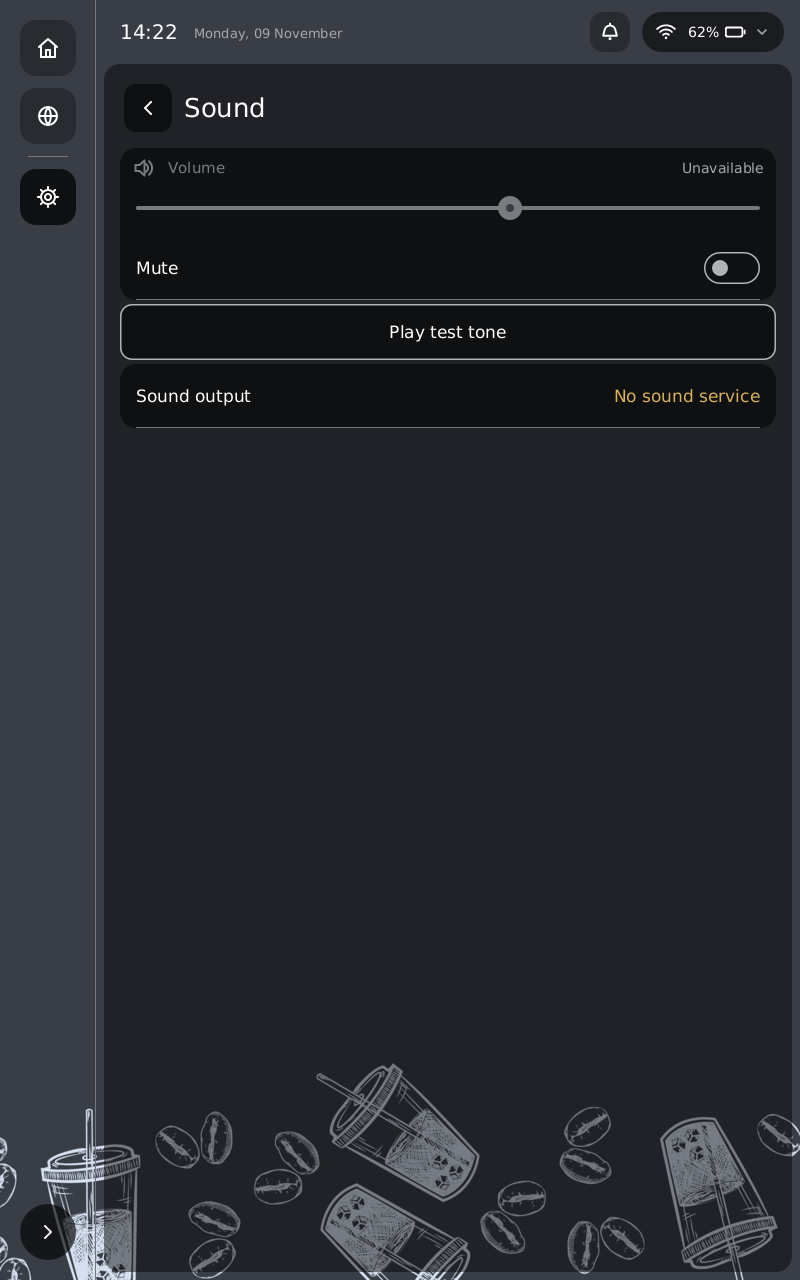 14:22 Monday, 09 November 62%
Sound
Volume Unavailable
Mute
Play test tone
Sound output No sound service